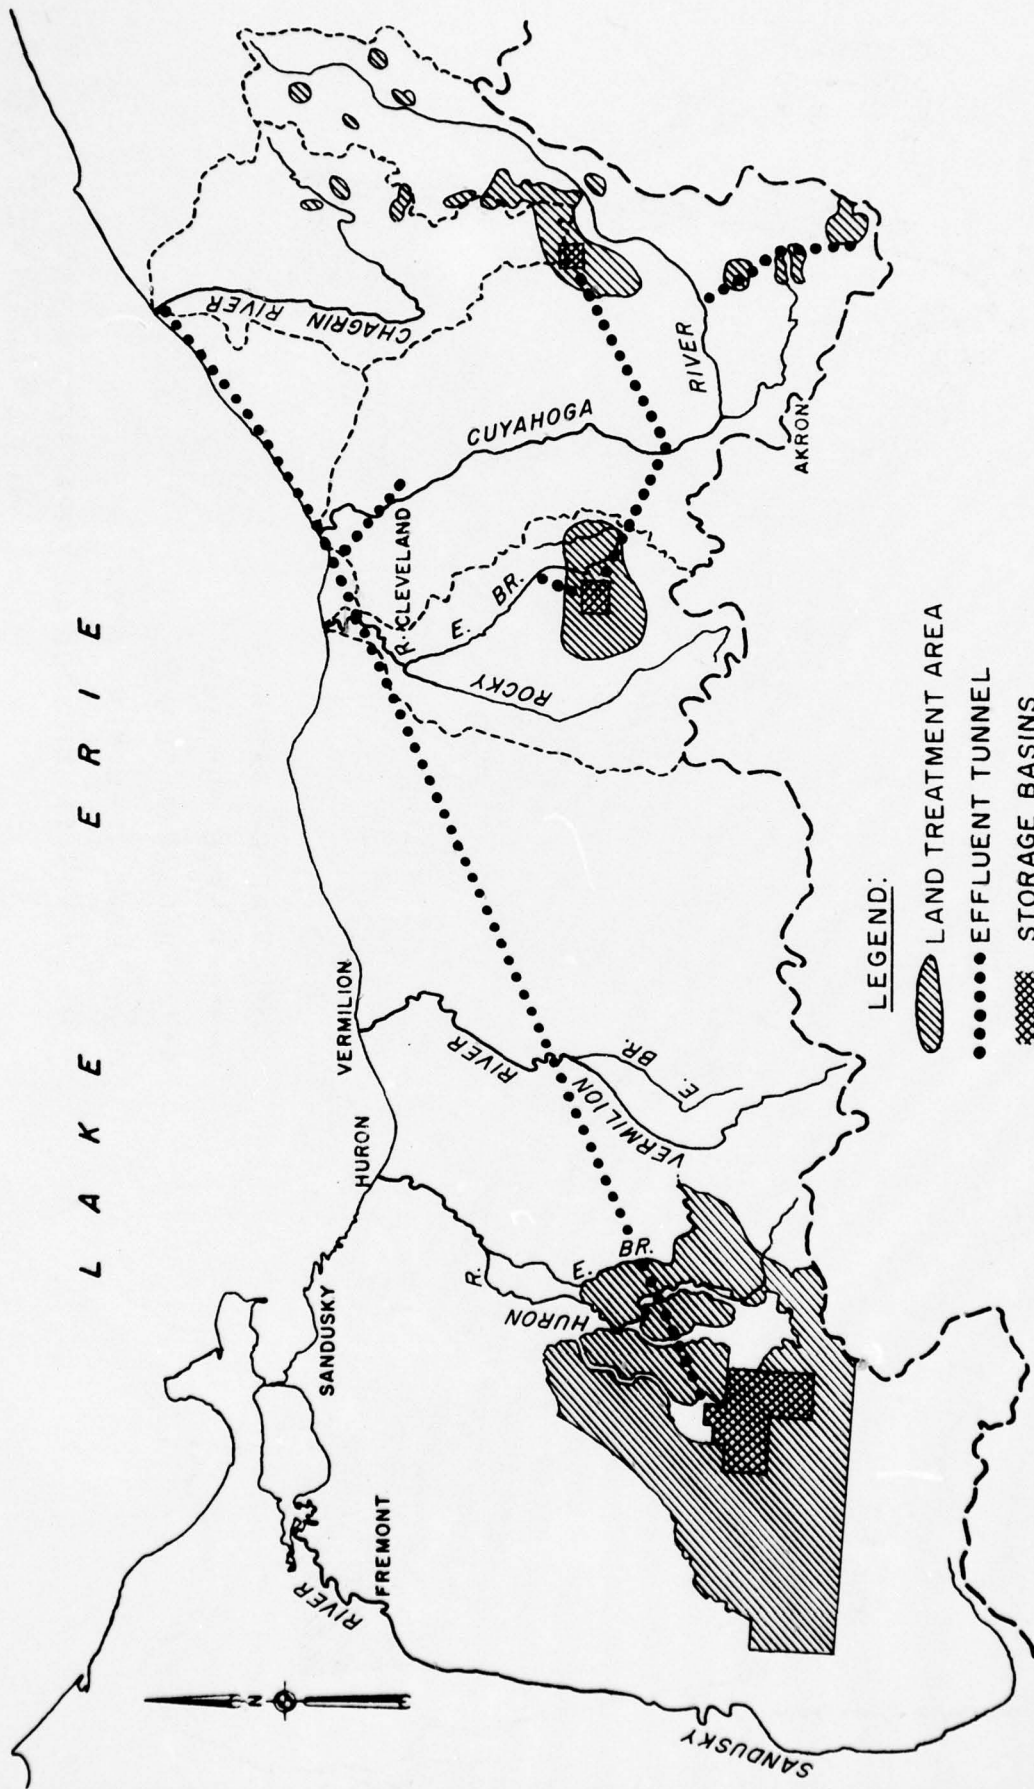 LAKE ERIE
CHAGRIN RIVER
CUYAHOGA
RIVER
AKRON
CLEVELAND
R.
E. BR.
ROCKY
VERMILION
HURON
SANDUSKY
RIVER
FREMONT
N
R.
E. BR.
HURON
RIVER
VERMILION
E. BR.
SANDUSKY
LEGEND:
LAND TREATMENT AREA
EFFLUENT TUNNEL
STORAGE BASINS